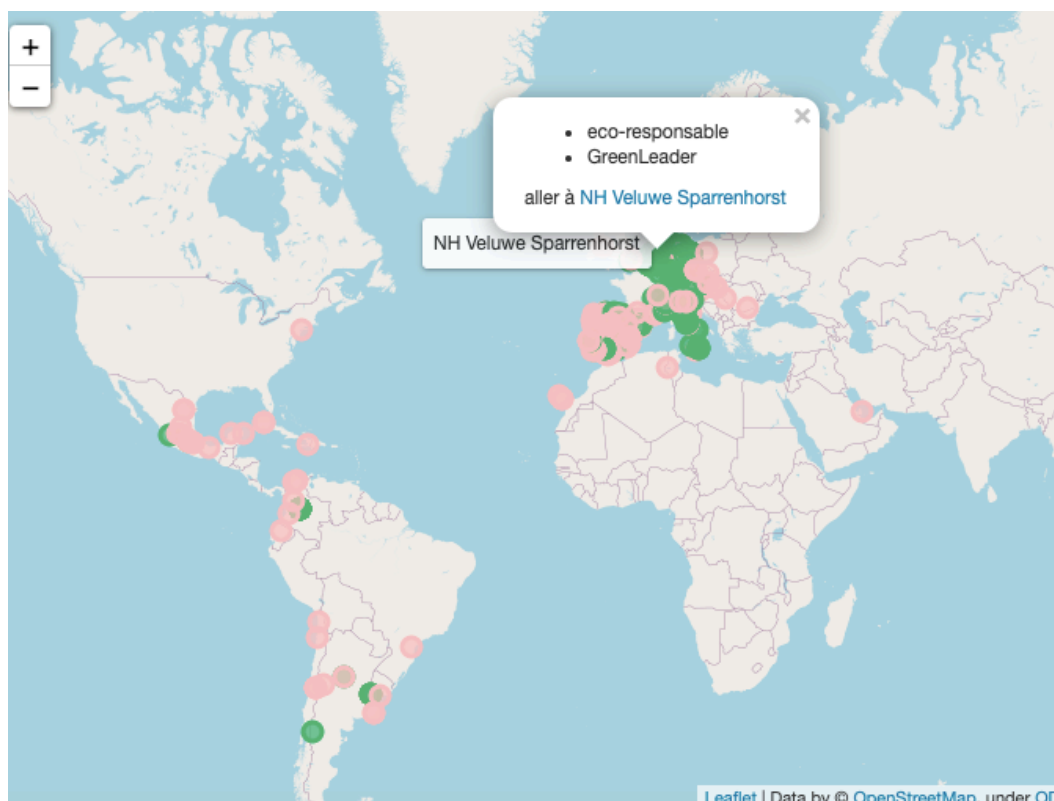 +
−
×
eco-responsable
GreenLeader
aller à NH Veluwe Sparrenhorst
NH Veluwe Sparrenhorst
Leaflet | Data by © OpenStreetMap, under